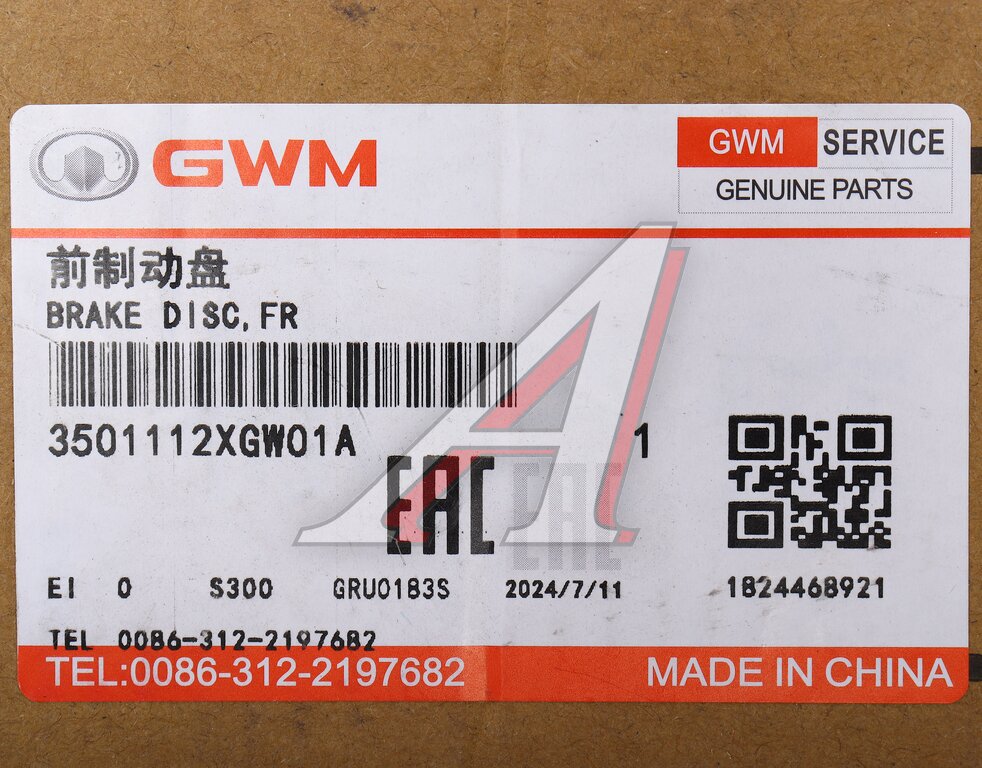 GWM
GWM SERVICE
GENUINE PARTS
前制动盘
BRAKE DISC,FR
3501112XGW01A 1
EAC EAC
EI 0 S300 GRU0183S 2024/7/11 1824468921
TEL 0086-312-2197682
TEL:0086-312-2197682 MADE IN CHINA